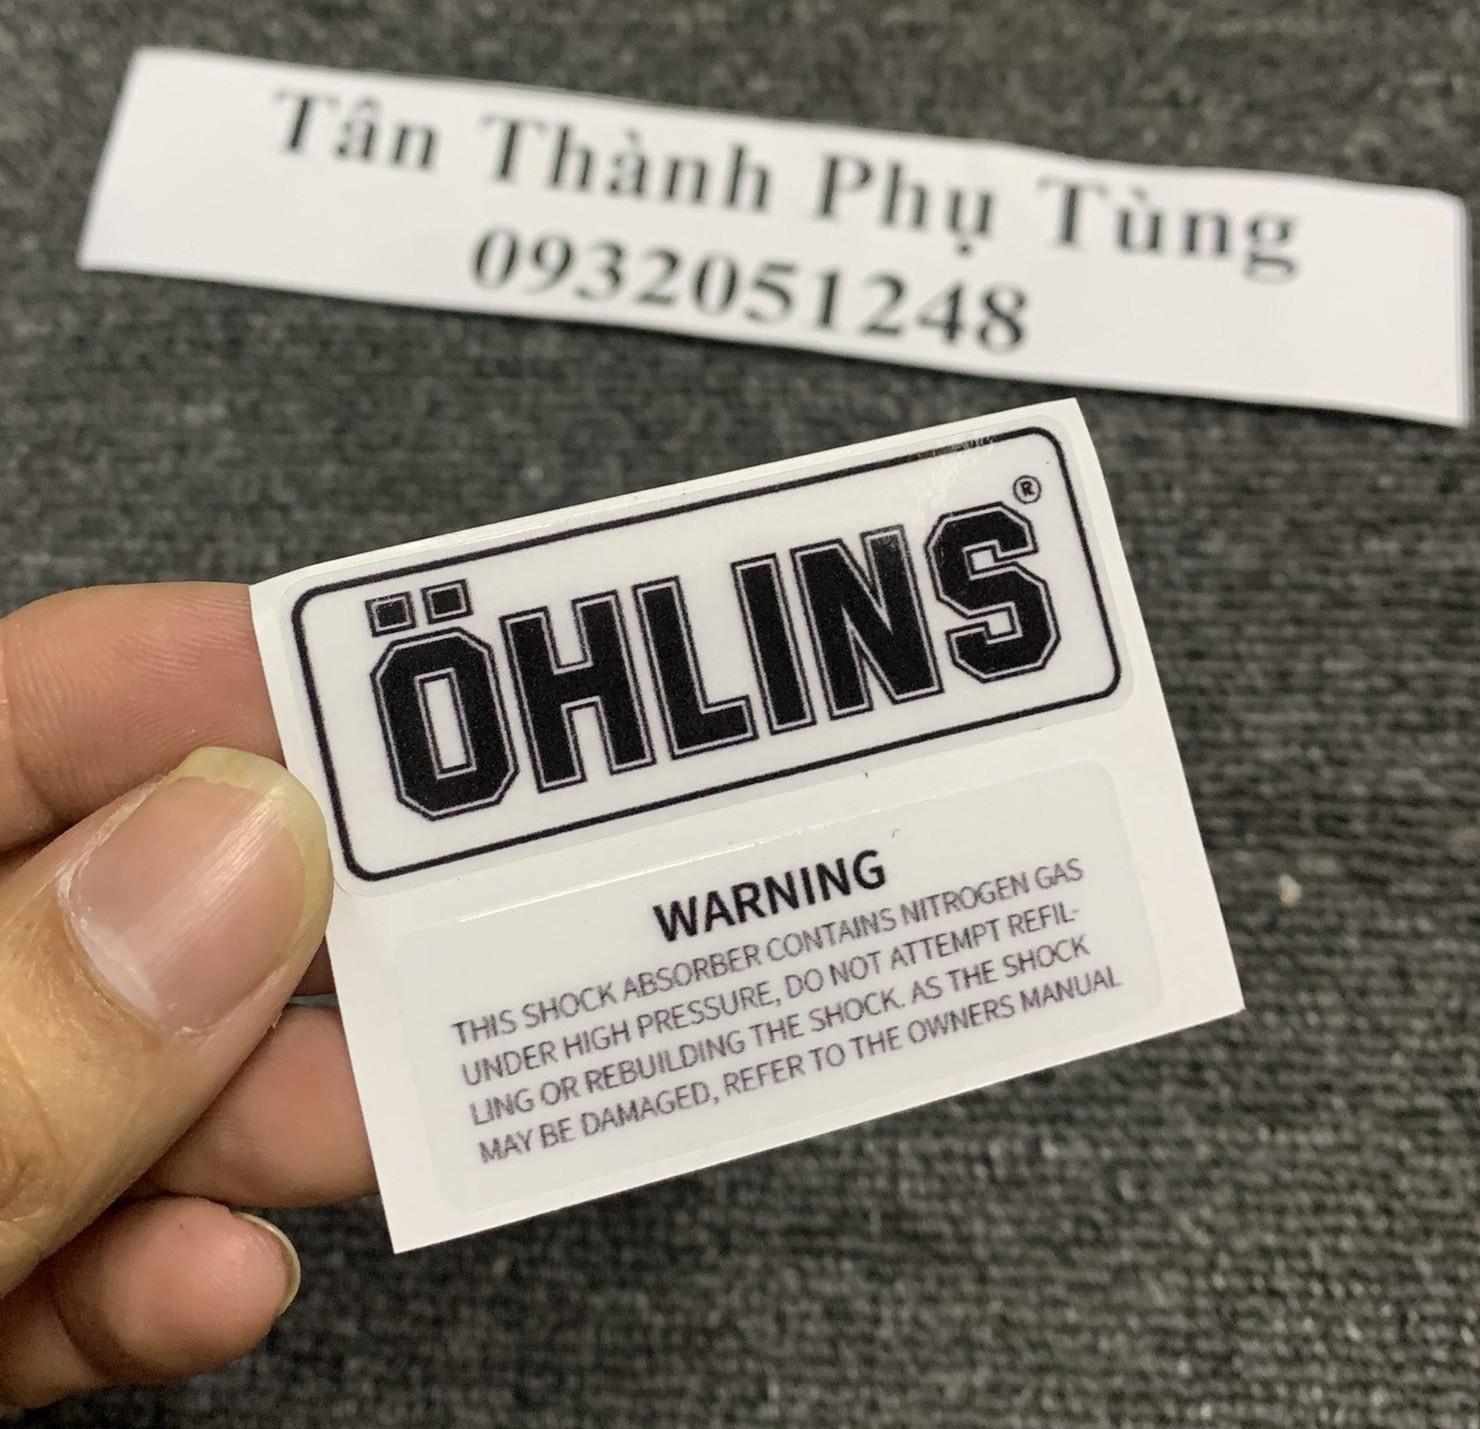 Tân Thành Phụ Tùng
0932051248
ÖHLINS®
WARNING
THIS SHOCK ABSORBER CONTAINS NITROGEN GAS
UNDER HIGH PRESSURE, DO NOT ATTEMPT REFIL-
LING OR REBUILDING THE SHOCK. AS THE SHOCK
MAY BE DAMAGED, REFER TO THE OWNERS MANUAL